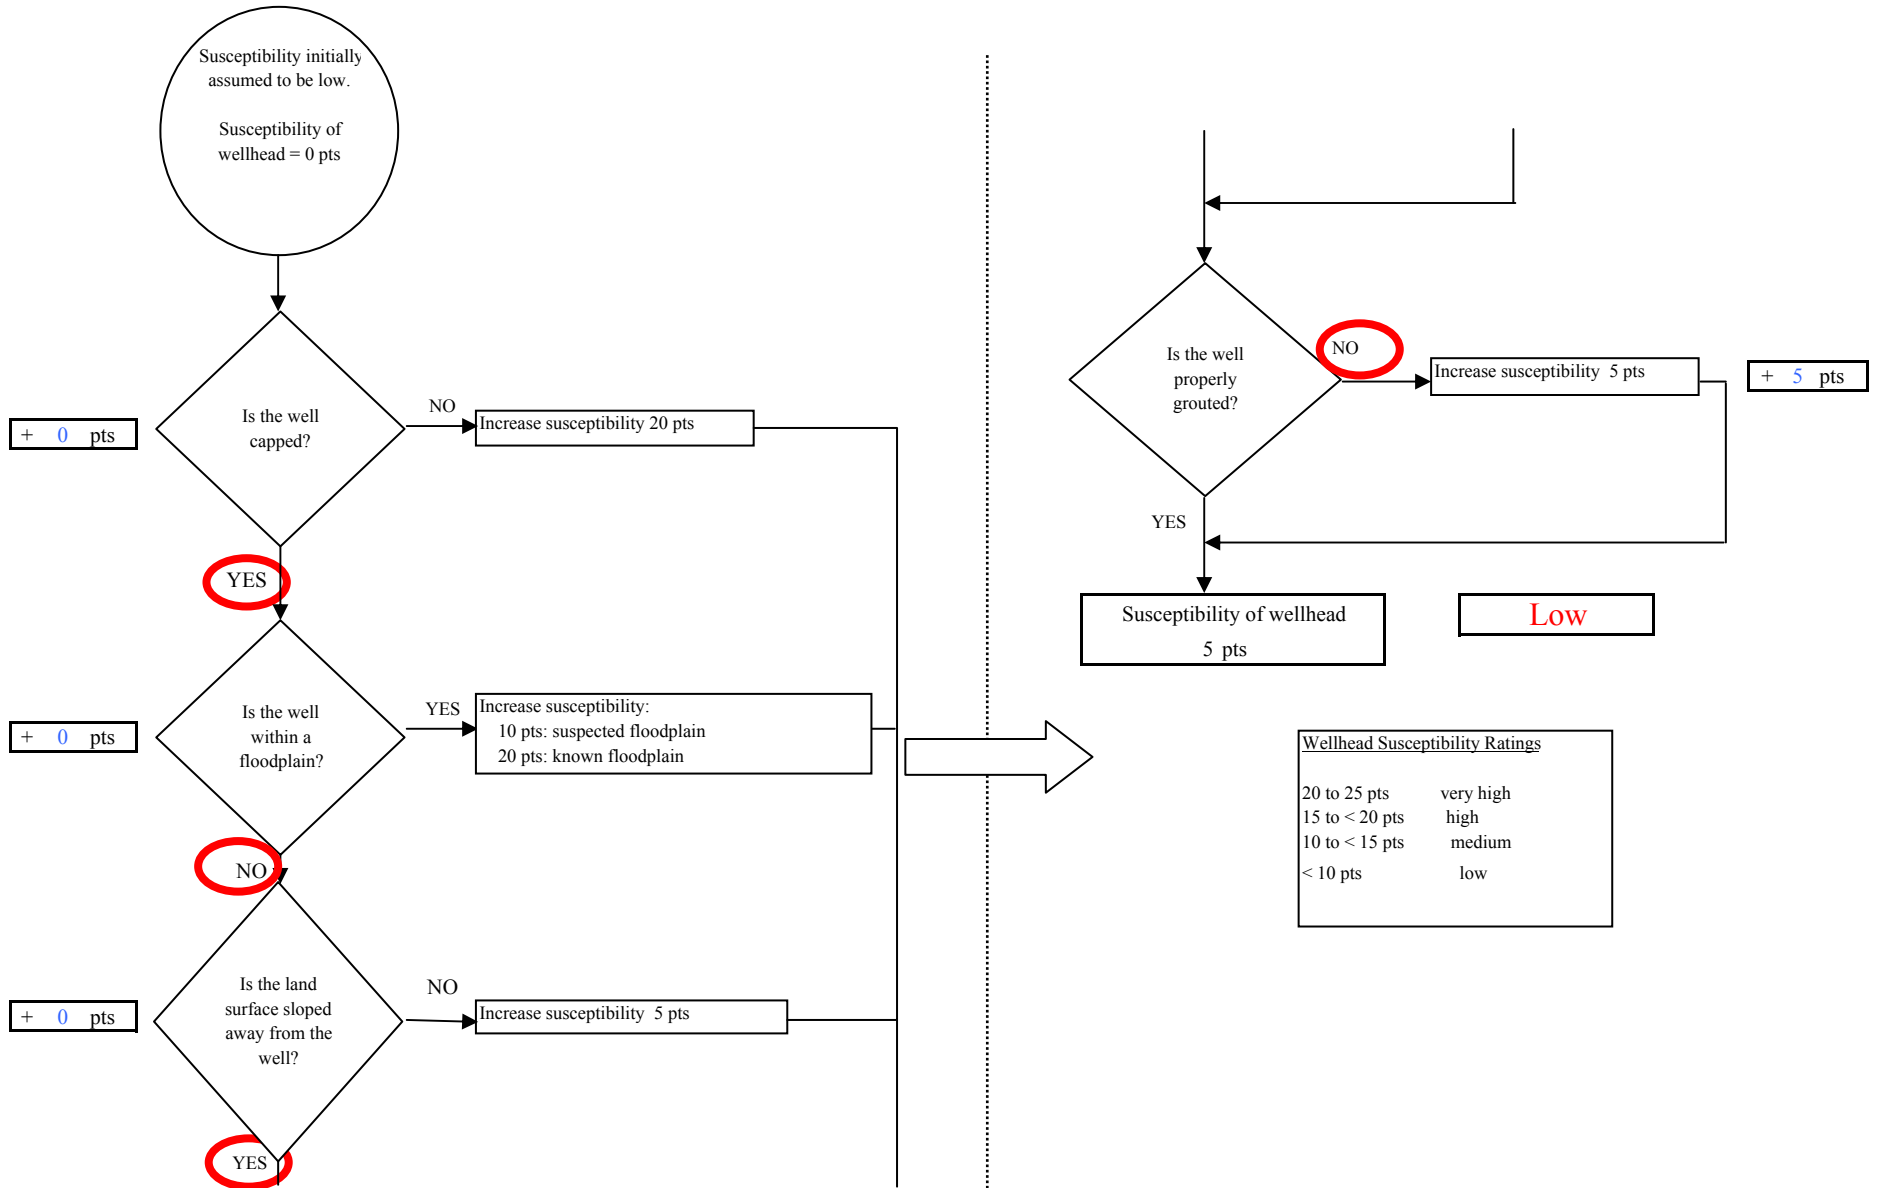 Susceptibility initially
assumed to be low.
Susceptibility of
wellhead = 0 pts
Is the well
capped?
NO
Increase susceptibility 20 pts
+ 0 pts
YES
Is the well
within a
floodplain?
YES
Increase susceptibility:
10 pts: suspected floodplain
20 pts: known floodplain
+ 0 pts
NO
Is the land
surface sloped
away from the
well?
NO
Increase susceptibility 5 pts
+ 0 pts
YES
Is the well
properly
grouted?
NO
Increase susceptibility 5 pts
+ 5 pts
YES
Susceptibility of wellhead
5 pts
Low
Wellhead Susceptibility Ratings
20 to 25 pts very high
15 to < 20 pts high
10 to < 15 pts medium
< 10 pts low